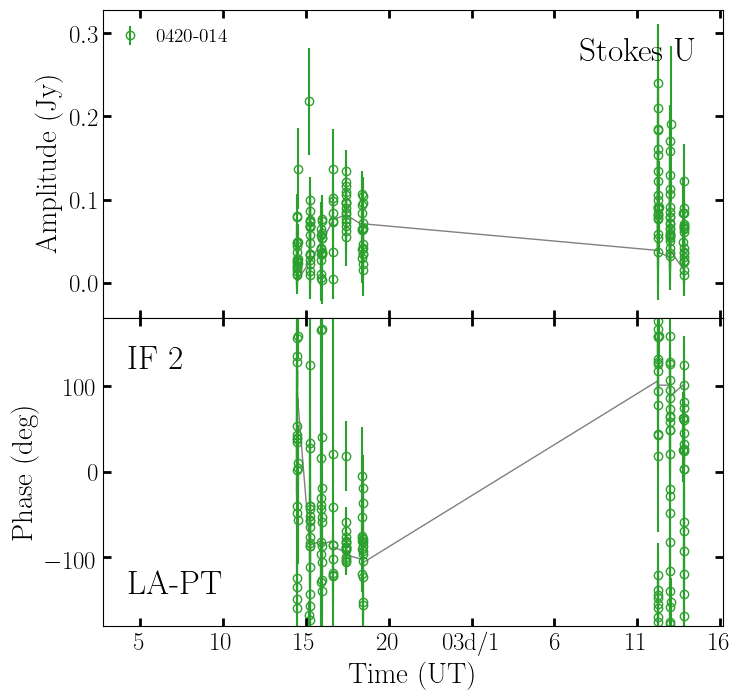 0420-014
Stokes U
Amplitude (Jy)
0.3
0.2
0.1
0.0
IF 2
LA-PT
Phase (deg)
100
0
−100
5 10 15 20 03d/1 6 11 16
Time (UT)